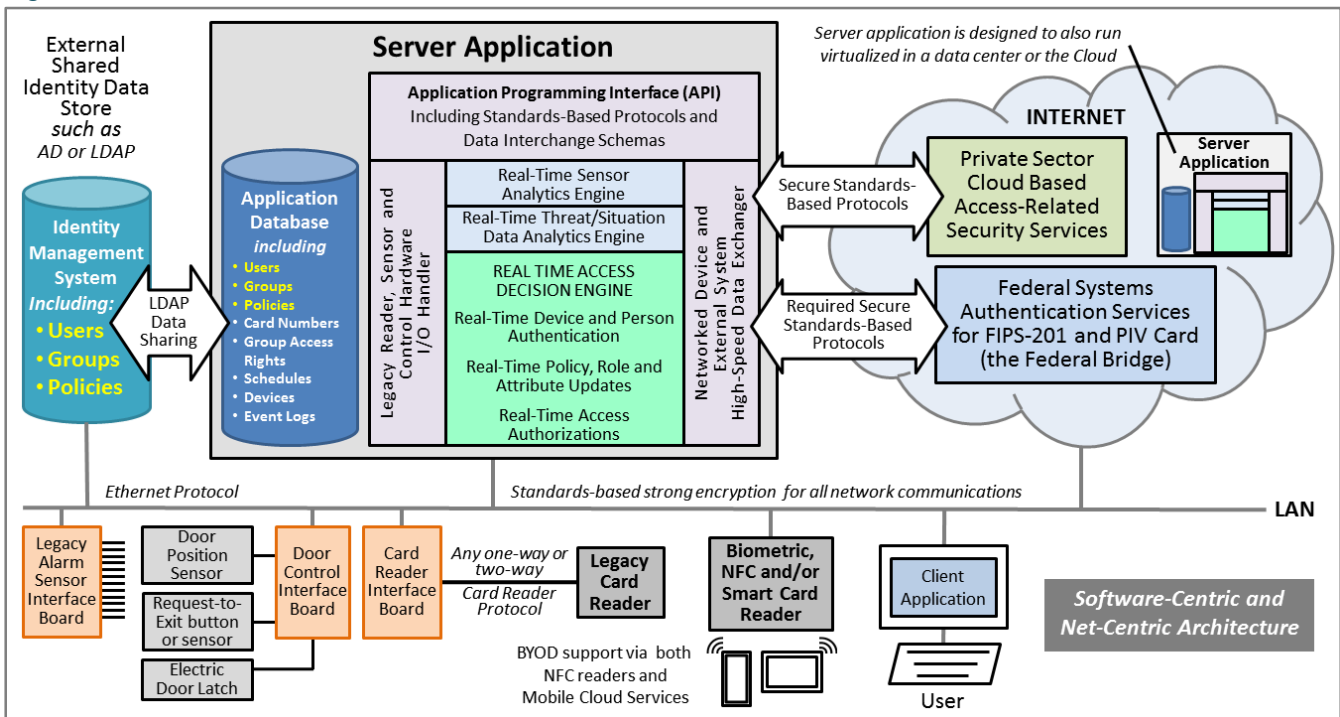 External
Shared
Identity Data
Store
such as
AD or LDAP
Identity
Management
System
Including:
• Users
• Groups
• Policies
LDAP
Data
Sharing
Server Application
Application
Database
including
• Users
• Groups
• Policies
• Card Numbers
• Group Access
Rights
• Schedules
• Devices
• Event Logs
Application Programming Interface (API)
Including Standards-Based Protocols and
Data Interchange Schemas
Legacy Reader, Sensor and
Control Hardware
I/O Handler
Real-Time Sensor
Analytics Engine
Real-Time Threat/Situation
Data Analytics Engine
REAL TIME ACCESS
DECISION ENGINE
Real-Time Device and Person
Authentication
Real-Time Policy, Role and
Attribute Updates
Real-Time Access
Authorizations
Networked Device and
External System
High-Speed Data Exchanger
Secure Standards-
Based Protocols
Required Secure
Standards-Based
Protocols
Server application is designed to also run
virtualized in a data center or the Cloud
INTERNET
Private Sector
Cloud Based
Access-Related
Security Services
Server
Application
Federal Systems
Authentication Services
for FIPS-201 and PIV Card
(the Federal Bridge)
Ethernet Protocol
Standards-based strong encryption for all network communications
LAN
Legacy
Alarm
Sensor
Interface
Board
Door
Position
Sensor
Request-to-
Exit button
or sensor
Electric
Door Latch
Door
Control
Interface
Board
Card
Reader
Interface
Board
Any one-way or
two-way
Card Reader
Protocol
Legacy
Card
Reader
Biometric,
NFC and/or
Smart Card
Reader
BYOD support via both
NFC readers and
Mobile Cloud Services
Client
Application
User
Software-Centric and
Net-Centric Architecture